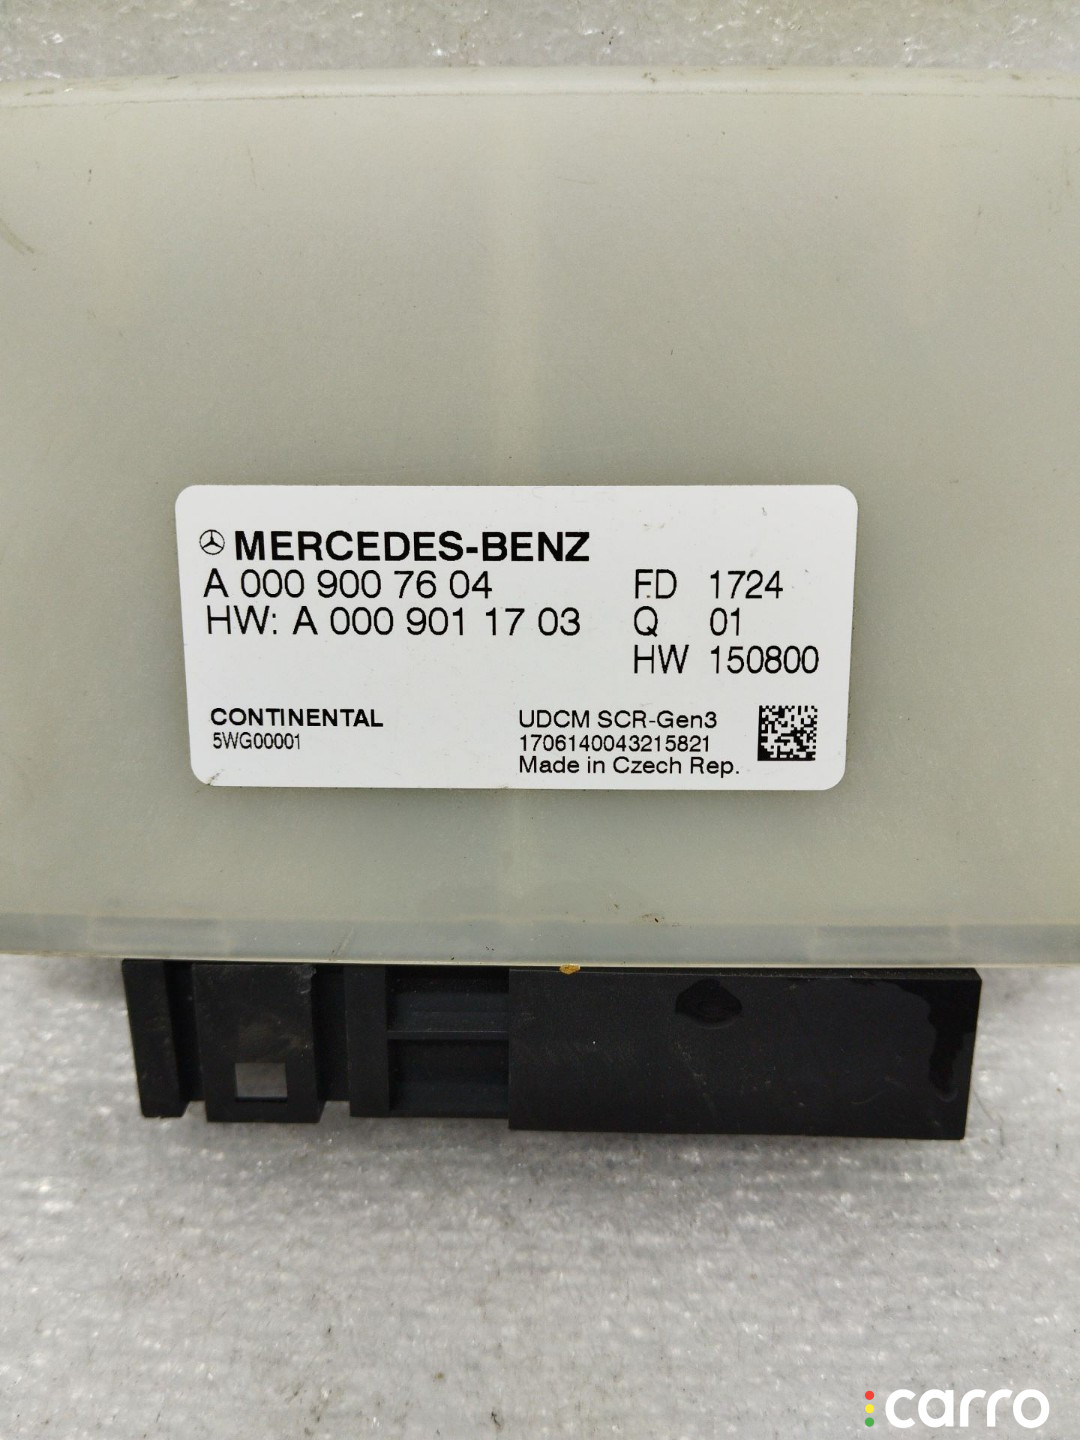 MERCEDES-BENZ
A 000 900 76 04
HW: A 000 901 17 03
FD 1724
Q 01
HW 150800
CONTINENTAL
5WG00001
UDCM SCR-Gen3
1706140043215821
Made in Czech Rep.
carro